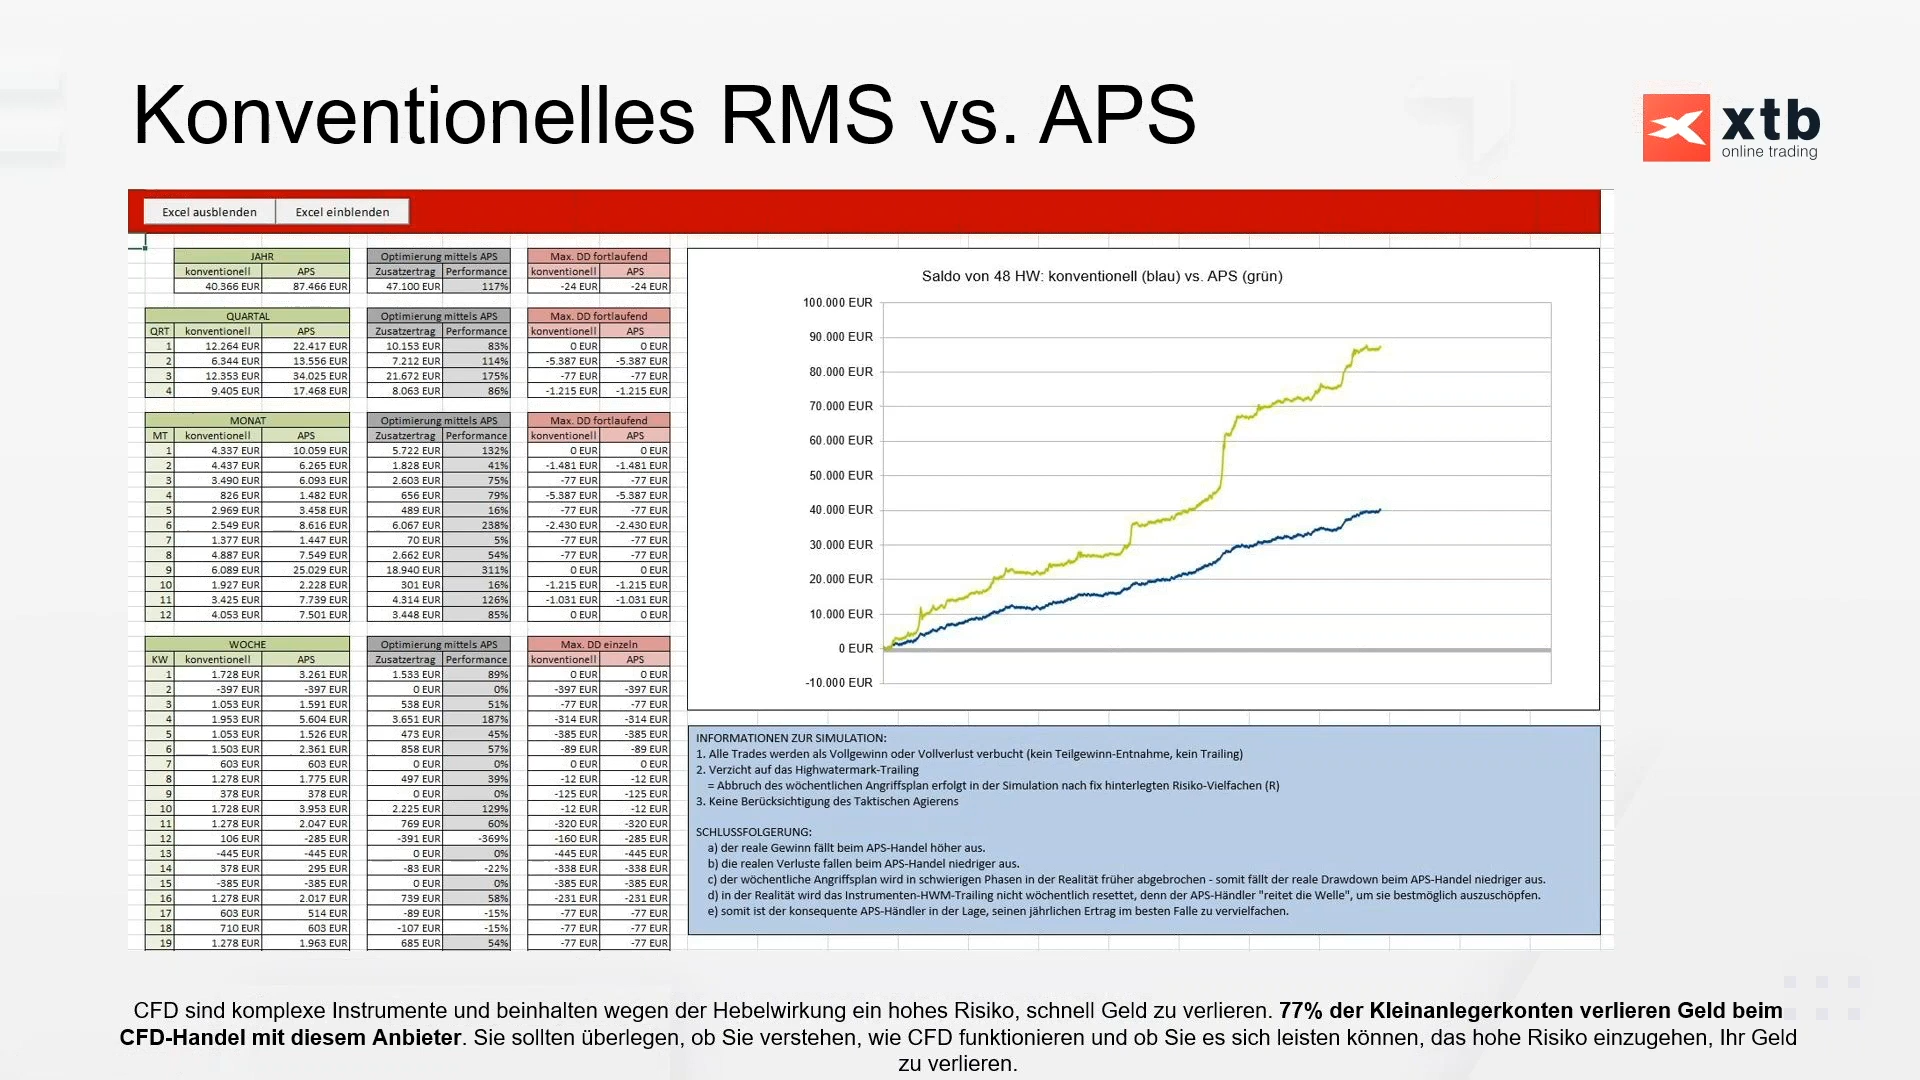 Konventionelles RMS vs. APS
xtb
online trading
Excel ausblenden Excel einblenden
JAHR Optimierung mittels APS Max. DD fortlaufend
konventionell APS Zusatzertrag Performance konventionell APS
40.366 EUR 87.466 EUR 47.100 EUR 117% -24 EUR -24 EUR
QUARTAL Optimierung mittels APS Max. DD fortlaufend
QRT konventionell APS Zusatzertrag Performance konventionell APS
1 12.264 EUR 22.417 EUR 10.153 EUR 83% 0 EUR 0 EUR
2 6.344 EUR 13.556 EUR 7.212 EUR 114% -5.387 EUR -5.387 EUR
3 12.353 EUR 34.025 EUR 21.672 EUR 175% -77 EUR -77 EUR
4 9.405 EUR 17.468 EUR 8.063 EUR 86% -1.215 EUR -1.215 EUR
MONAT Optimierung mittels APS Max. DD fortlaufend
MT konventionell APS Zusatzertrag Performance konventionell APS
1 4.337 EUR 10.059 EUR 5.722 EUR 132% 0 EUR 0 EUR
2 4.437 EUR 6.265 EUR 1.828 EUR 41% -1.481 EUR -1.481 EUR
3 3.490 EUR 6.093 EUR 2.603 EUR 75% -77 EUR -77 EUR
4 826 EUR 1.482 EUR 656 EUR 79% -5.387 EUR -5.387 EUR
5 2.969 EUR 3.458 EUR 489 EUR 16% -77 EUR -77 EUR
6 2.549 EUR 8.616 EUR 6.067 EUR 238% -2.430 EUR -2.430 EUR
7 1.377 EUR 1.447 EUR 70 EUR 5% -77 EUR -77 EUR
8 4.887 EUR 7.549 EUR 2.662 EUR 54% -77 EUR -77 EUR
9 6.089 EUR 25.029 EUR 18.940 EUR 311% 0 EUR 0 EUR
10 1.927 EUR 2.228 EUR 301 EUR 16% -1.215 EUR -1.215 EUR
11 3.425 EUR 7.739 EUR 4.314 EUR 126% -1.031 EUR -1.031 EUR
12 4.053 EUR 7.501 EUR 3.448 EUR 85% 0 EUR 0 EUR
WOCHE Optimierung mittels APS Max. DD einzeln
KW konventionell APS Zusatzertrag Performance konventionell APS
1 1.728 EUR 3.261 EUR 1.533 EUR 89% 0 EUR 0 EUR
2 -397 EUR -397 EUR 0 EUR 0% -397 EUR -397 EUR
3 1.053 EUR 1.591 EUR 538 EUR 51% -77 EUR -77 EUR
4 1.953 EUR 5.604 EUR 3.651 EUR 187% -314 EUR -314 EUR
5 1.053 EUR 1.526 EUR 473 EUR 45% -385 EUR -385 EUR
6 1.503 EUR 2.361 EUR 858 EUR 57% -89 EUR -89 EUR
7 603 EUR 603 EUR 0 EUR 0% 0 EUR 0 EUR
8 1.278 EUR 1.775 EUR 497 EUR 39% -12 EUR -12 EUR
9 378 EUR 378 EUR 0 EUR 0% -125 EUR -125 EUR
10 1.728 EUR 3.953 EUR 2.225 EUR 129% -12 EUR -12 EUR
11 1.278 EUR 2.047 EUR 769 EUR 60% -320 EUR -320 EUR
12 106 EUR -285 EUR -391 EUR -369% -160 EUR -285 EUR
13 -445 EUR -445 EUR 0 EUR 0% -445 EUR -445 EUR
14 378 EUR 295 EUR -83 EUR -22% -338 EUR -338 EUR
15 -385 EUR -385 EUR 0 EUR 0% -385 EUR -385 EUR
16 1.278 EUR 2.017 EUR 739 EUR 58% -231 EUR -231 EUR
17 603 EUR 514 EUR -89 EUR -15% -77 EUR -77 EUR
18 710 EUR 603 EUR -107 EUR -15% -77 EUR -77 EUR
19 1.278 EUR 1.963 EUR 685 EUR 54% -77 EUR -77 EUR
Saldo von 48 HW: konventionell (blau) vs. APS (grün)
100.000 EUR
90.000 EUR
80.000 EUR
70.000 EUR
60.000 EUR
50.000 EUR
40.000 EUR
30.000 EUR
20.000 EUR
10.000 EUR
0 EUR
-10.000 EUR
INFORMATIONEN ZUR SIMULATION:
1. Alle Trades werden als Vollgewinn oder Vollverlust verbucht (kein Teilgewinn-Entnahme, kein Trailing)
2. Verzicht auf das Highwatermark-Trailing
= Abbruch des wöchentlichen Angriffsplan erfolgt in der Simulation nach fix hinterlegten Risiko-Vielfachen (R)
3. Keine Berücksichtigung des Taktischen Agierens
SCHLUSSFOLGERUNG:
a) der reale Gewinn fällt beim APS-Handel höher aus.
b) die realen Verluste fallen beim APS-Handel niedriger aus.
c) der wöchentliche Angriffsplan wird in schwierigen Phasen in der Realität früher abgebrochen - somit fällt der reale Drawdown beim APS-Handel niedriger aus.
d) in der Realität wird das Instrumenten-HWM-Trailing nicht wöchentlich resettet, denn der APS-Händler "reitet die Welle", um sie bestmöglich auszuschöpfen.
e) somit ist der konsequente APS-Händler in der Lage, seinen jährlichen Ertrag im besten Falle zu vervielfachen.
CFD sind komplexe Instrumente und beinhalten wegen der Hebelwirkung ein hohes Risiko, schnell Geld zu verlieren. 77% der Kleinanlegerkonten verlieren Geld beim
CFD-Handel mit diesem Anbieter. Sie sollten überlegen, ob Sie verstehen, wie CFD funktionieren und ob Sie es sich leisten können, das hohe Risiko einzugehen, Ihr Geld
zu verlieren.